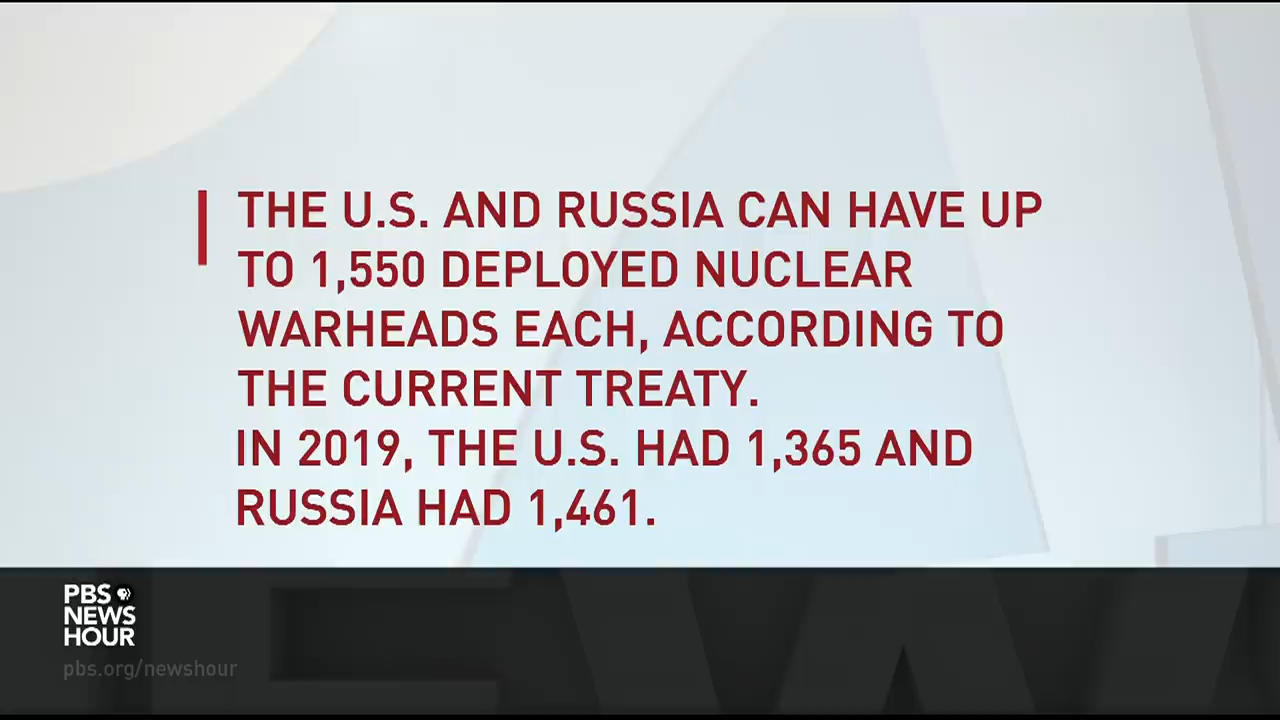 THE U.S. AND RUSSIA CAN HAVE UP
TO 1,550 DEPLOYED NUCLEAR
WARHEADS EACH, ACCORDING TO
THE CURRENT TREATY.
IN 2019, THE U.S. HAD 1,365 AND
RUSSIA HAD 1,461.
PBS
NEWS
HOUR
pbs.org/newshour